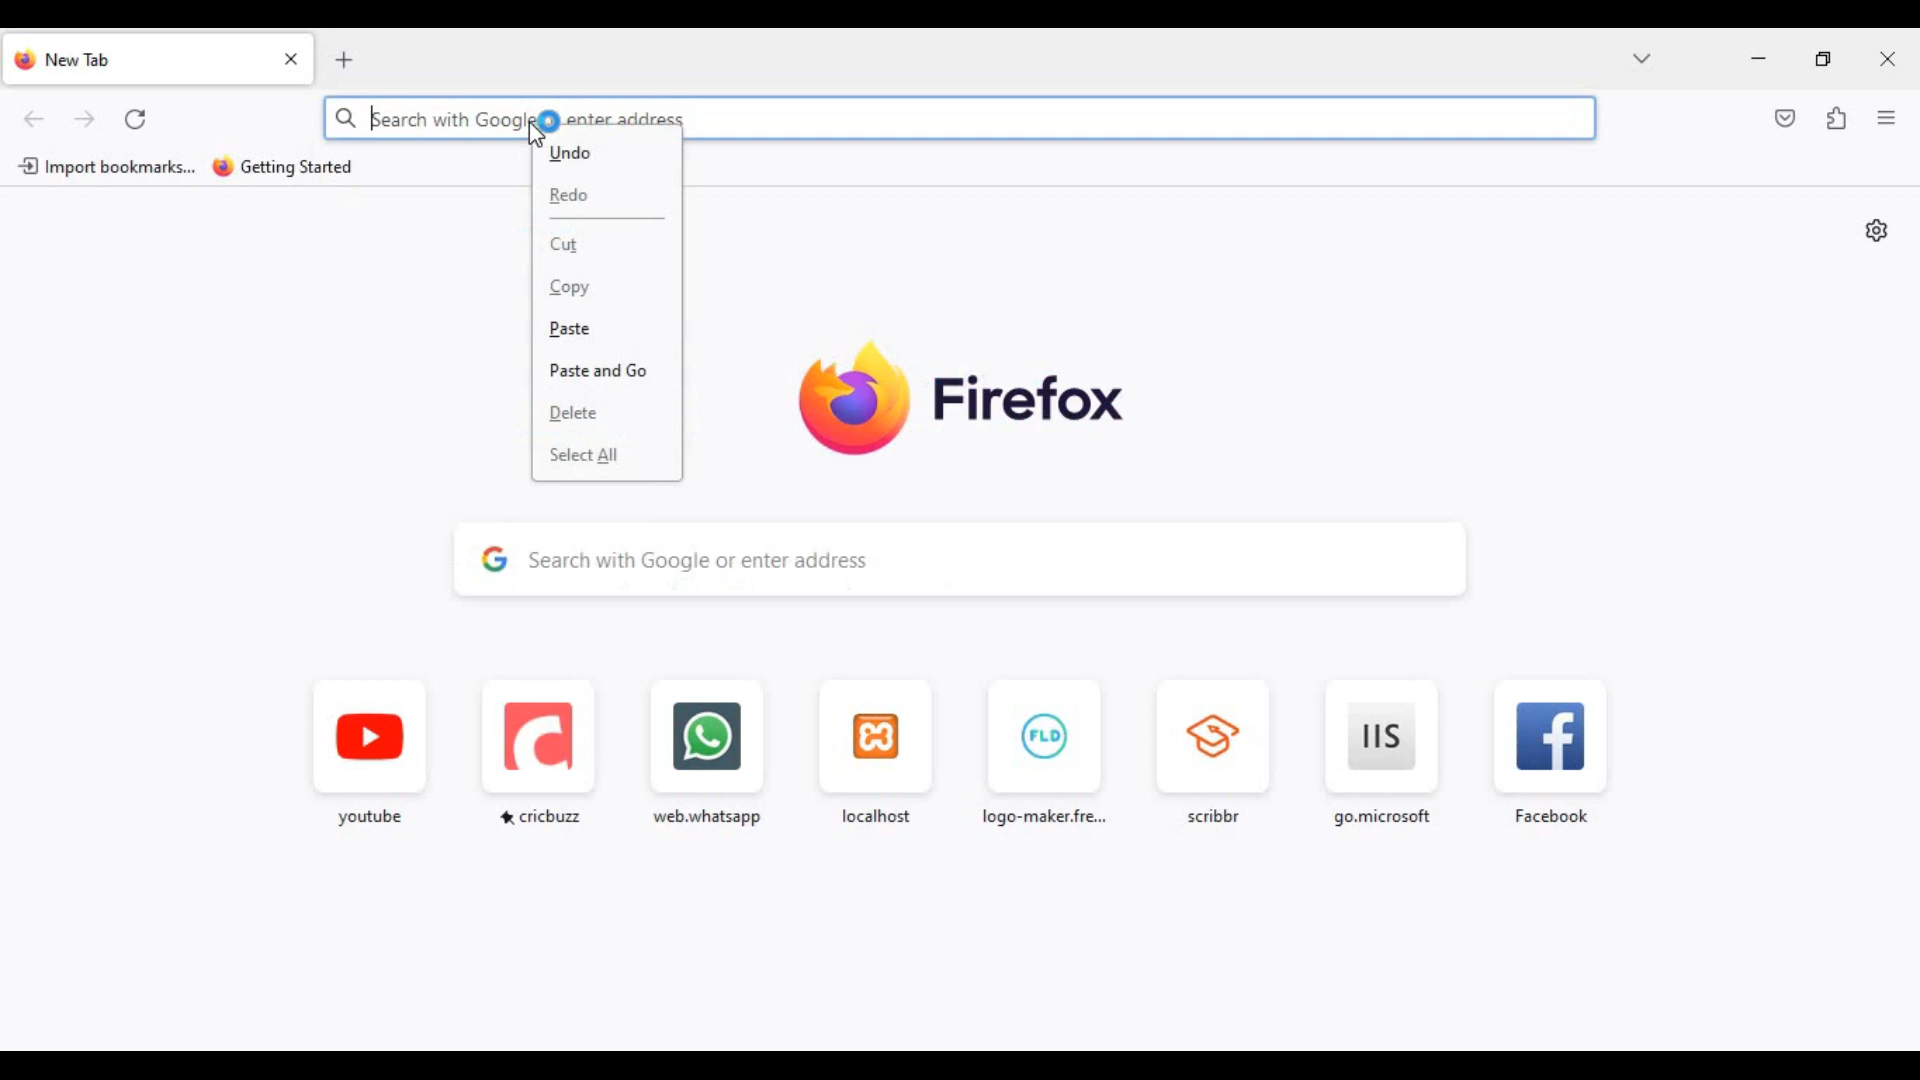 New Tab
Search with Google enter address
Import bookmarks... Getting Started
Undo
Redo
Cut
Copy
Paste
Paste and Go
Delete
Select All
Firefox
Search with Google or enter address
FLD
IIS
youtube
cricbuzz
web.whatsapp
localhost
logo-maker.fre...
scribbr
go.microsoft
Facebook